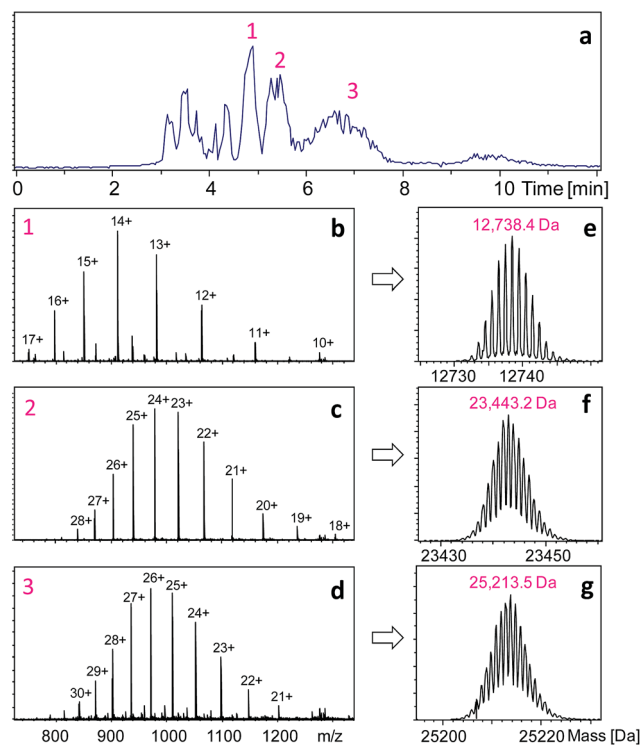 1
a
2
3
0 2 4 6 8 10 Time [min]
1 14+ b
13+
15+
16+ 12+
17+ 11+ 10+
12,738.4 Da e
12730 12740
2 24+ 23+ c
25+
22+
26+ 21+
27+ 20+
28+ 19+ 18+
23,443.2 Da f
23430 23450
3 26+ 25+ d
27+
24+
28+ 23+
29+
30+ 22+ 21+
800 900 1000 1100 1200 m/z
25,213.5 Da g
25200 25220 Mass [Da]